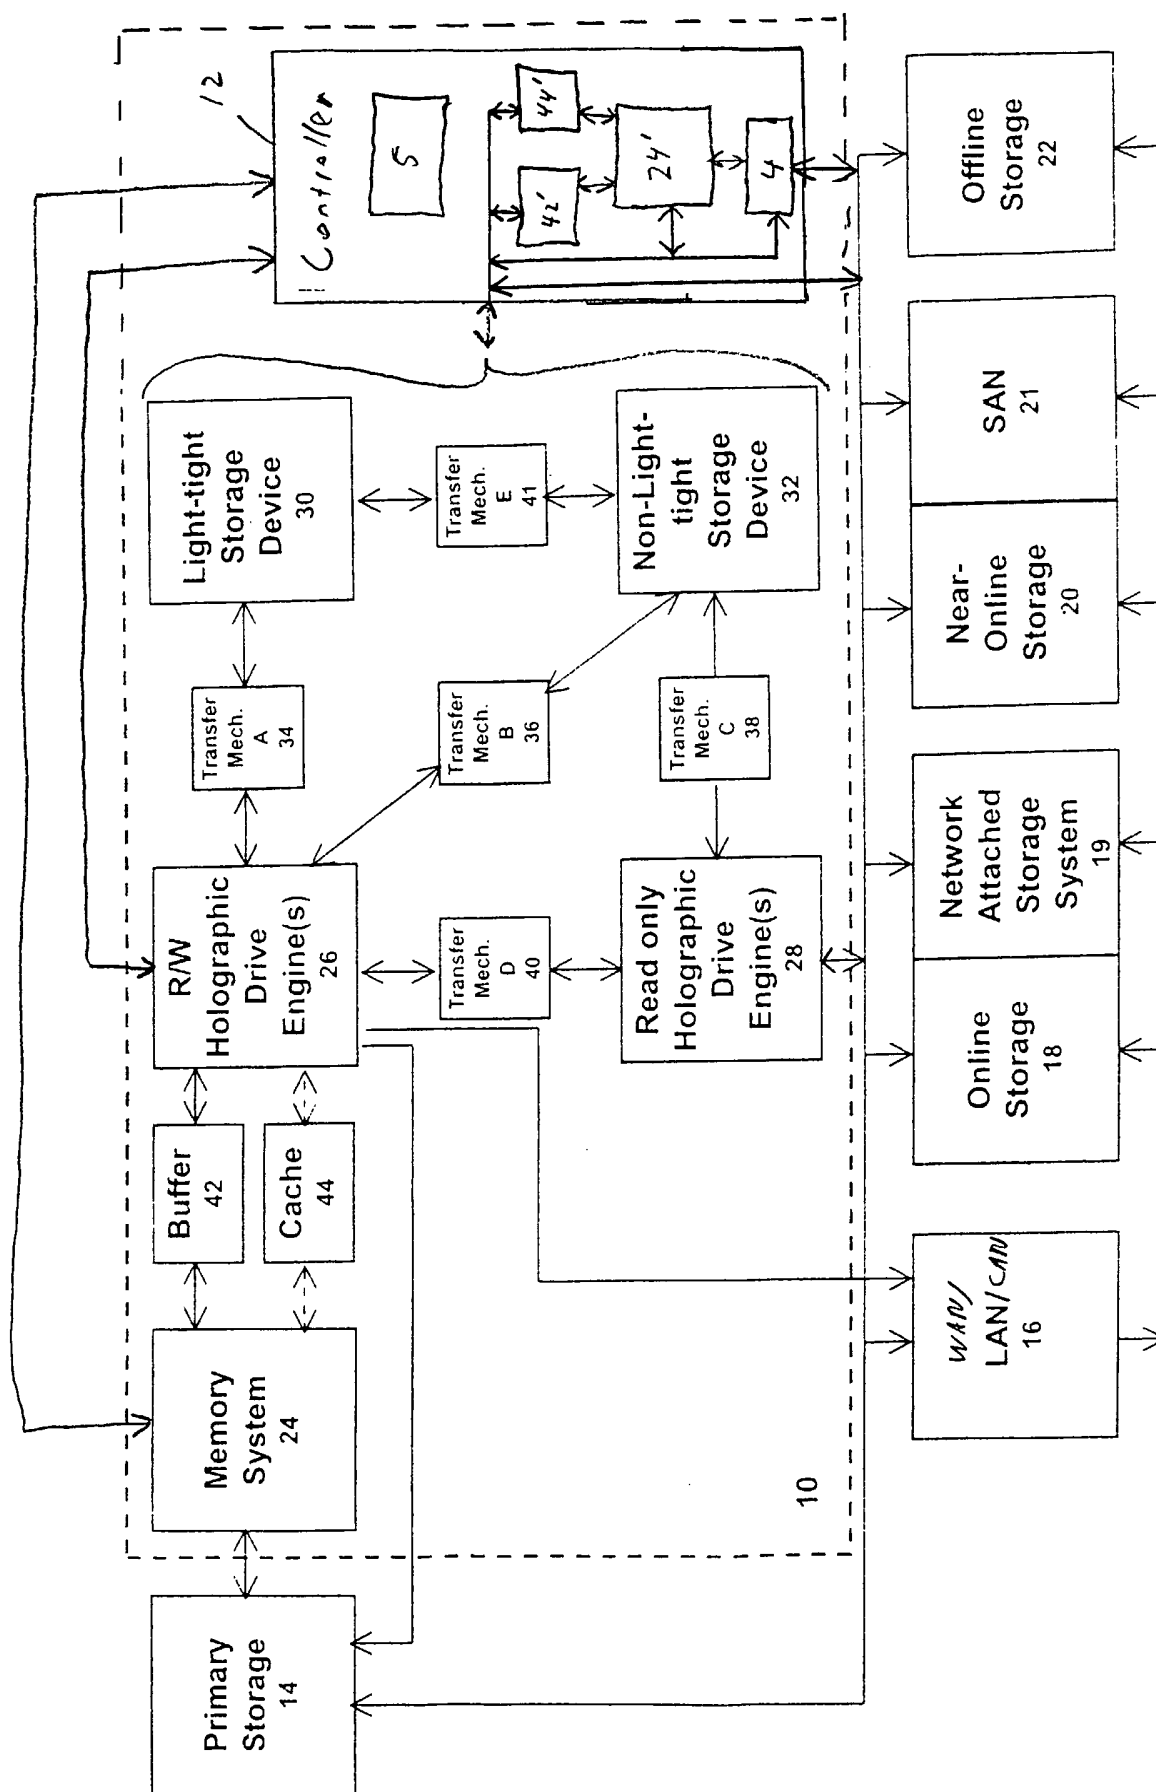 Primary
Storage
14
Memory
System
24
Buffer
42
Cache
44
R/W
Holographic
Drive
Engine(s)
26
Transfer
Mech.
A
34
Light-tight
Storage
Device
30
12
Controller
5
42'
44'
24'
4
Transfer
Mech.
D
40
Transfer
Mech.
B
36
Transfer
Mech.
E
41
Read only
Holographic
Drive
Engine(s)
28
Transfer
Mech.
C
38
Non-Light-
tight
Storage
Device
32
10
WAN/
LAN/CAN
16
Online
Storage
18
Network
Attached
Storage
System
19
Near-
Online
Storage
20
SAN
21
Offline
Storage
22